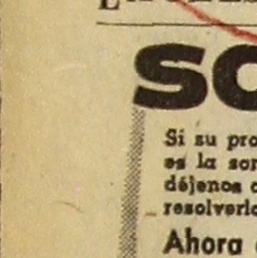 SO
Si su pro
es la sor
déjenos
resolverlo
Ahora